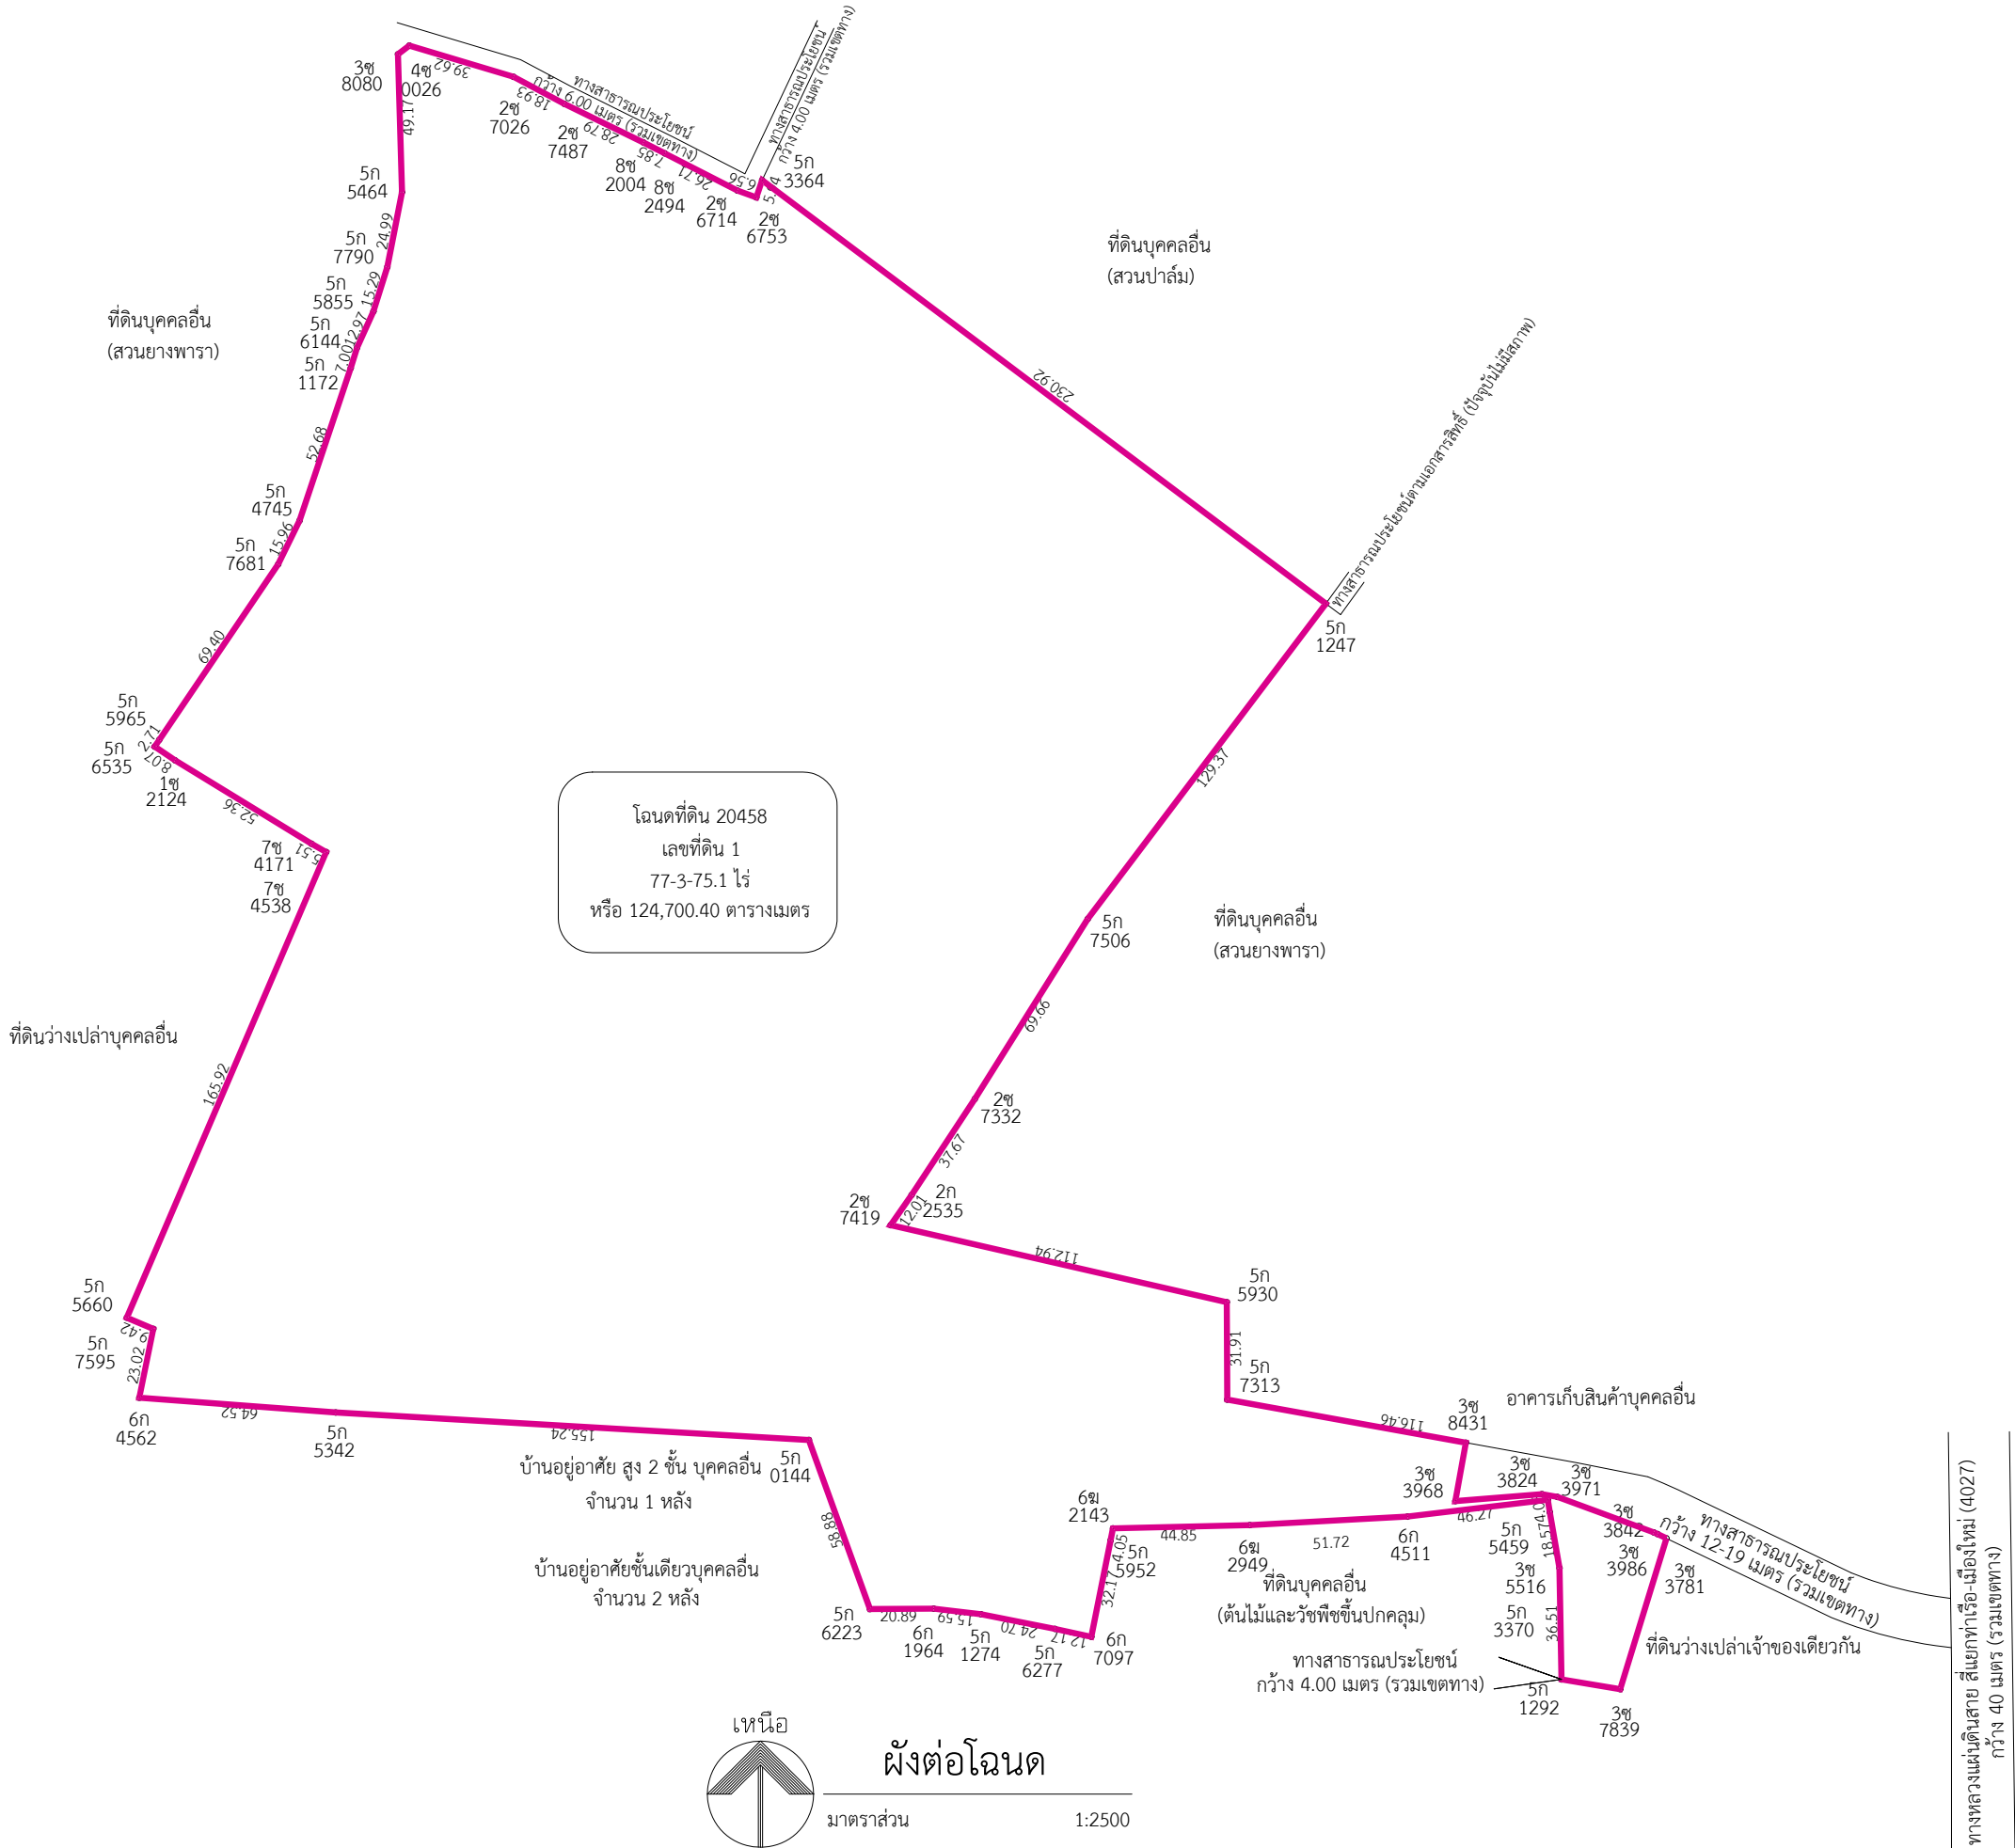 3ช
8080
4ซ
0026
39.62
49.17
2ซ
7026
18.93
ทางสาธารณประโยชน์
กว้าง 9.00 เมตร (รวมเขตทาง)
2ซ
7487
28.79
8ซ
2004
7.85
8ซ
2494
26.71
2ซ
6714
6.56
2ซ
6753
ทางสาธารณประโยชน์
กว้าง 4.00 เมตร (รวมเขตทาง)
5ก
3364
5ก
5464
24.99
5ก
7790
15.29
5ก
5855
12.97
5ก
6144
7.00
5ก
1172
52.68
5ก
4745
15.96
5ก
7681
69.40
ที่ดินบุคคลอื่น
(สวนยางพารา)
ที่ดินบุคคลอื่น
(สวนปาล์ม)
230.92
ทางสาธารณประโยชน์ตามเอกสารสิทธิ์ (ปัจจุบันไม่มีสภาพ)
5ก
1247
5ก
5965
2.71
5ก
6535
8.07
1ซ
2124
52.36
7ซ
4171
5.51
7ซ
4538
โฉนดที่ดิน 20458
เลขที่ดิน 1
77-3-75.1 ไร่
หรือ 124,700.40 ตารางเมตร
129.37
5ก
7506
ที่ดินบุคคลอื่น
(สวนยางพารา)
69.66
2ซ
7332
37.67
2ก
2535
12.01
2ช
7419
112.94
5ก
5930
31.91
5ก
7313
116.46
3ซ
8431
อาคารเก็บสินค้าบุคคลอื่น
ที่ดินว่างเปล่าบุคคลอื่น
165.92
5ก
5660
9.42
5ก
7595
23.02
6ก
4562
64.52
5ก
5342
155.24
5ก
0144
บ้านอยู่อาศัย สูง 2 ชั้น บุคคลอื่น
จำนวน 1 หลัง
58.88
บ้านอยู่อาศัยชั้นเดียวบุคคลอื่น
จำนวน 2 หลัง
5ก
6223
20.89
6ก
1964
15.59
5ก
1274
24.70
5ก
6277
12.17
6ก
7097
32.17
4.05
6ฆ
2143
5ก
5952
44.85
6ฆ
2949
51.72
6ก
4511
46.27
3ซ
3968
3ซ
3824
3ซ
3971
5ก
5459
18.57
3ซ
5516
5ก
3370
36.51
3ซ
3842
3ซ
3986
3ซ
3781
ทางสาธารณประโยชน์
กว้าง 12-19 เมตร (รวมเขตทาง)
ที่ดินบุคคลอื่น
(ต้นไม้และวัชพืชขึ้นปกคลุม)
ทางสาธารณประโยชน์
กว้าง 4.00 เมตร (รวมเขตทาง)
5ก
1292
3ซ
7839
ที่ดินว่างเปล่าเจ้าของเดียวกัน
ทางหลวงแผ่นดินสาย สี่แยกท่าเรือ-เมืองใหม่ (4027)
กว้าง 40 เมตร (รวมเขตทาง)
เหนือ
ผังต่อโฉนด
มาตราส่วน 1:2500